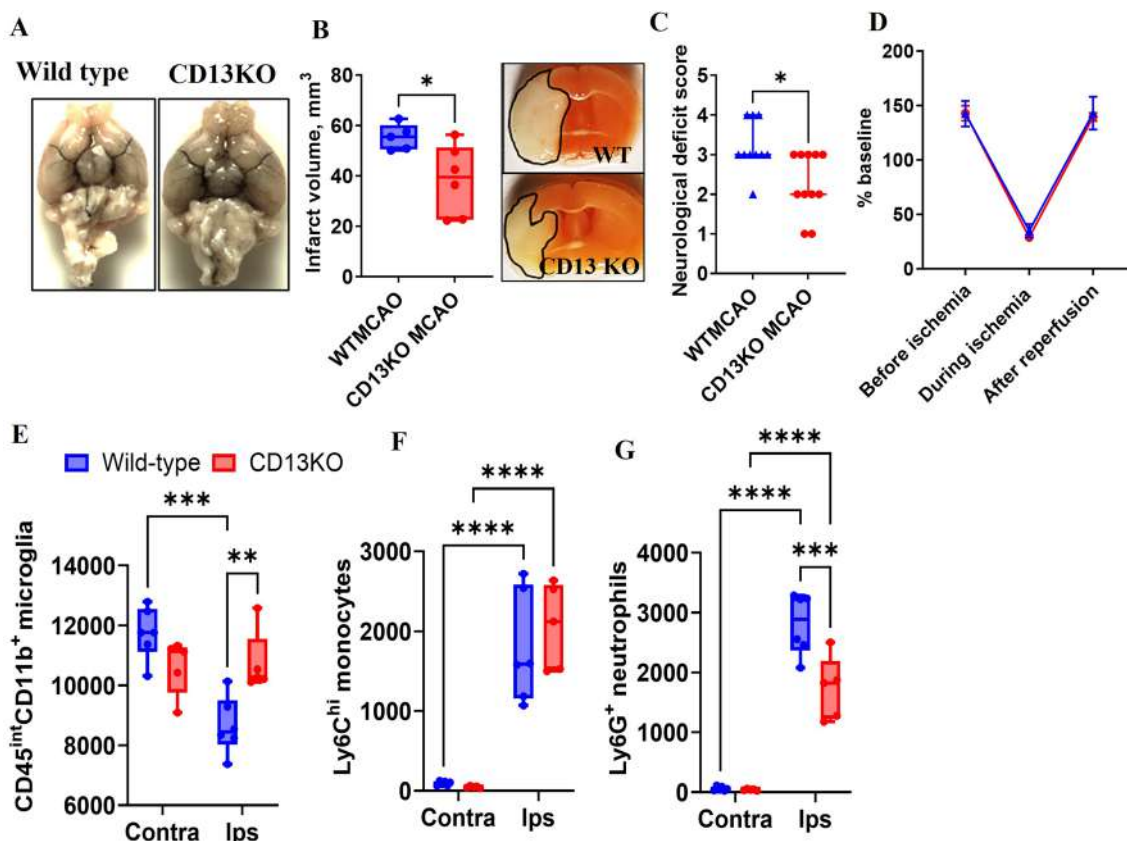 A
Wild type
CD13KO
B
Infarct volume, mm³
80
60
40
20
0
*
WTMCAO
CD13KO MCAO
WT
CD13 KO
C
Neurological deficit score
5
4
3
2
1
0
*
WTMCAO
CD13KO MCAO
D
% baseline
200
150
100
50
0
Before ischemia
During ischemia
After reperfusion
E
Wild-type
CD13KO
CD45ⁱⁿᵗCD11b⁺ microglia
14000
12000
10000
8000
6000
***
**
Contra
Ips
F
Ly6Cʰⁱ monocytes
3000
2000
1000
0
****
****
Contra
Ips
G
Ly6G⁺ neutrophils
4000
3000
2000
1000
0
****
****
***
Contra
Ips